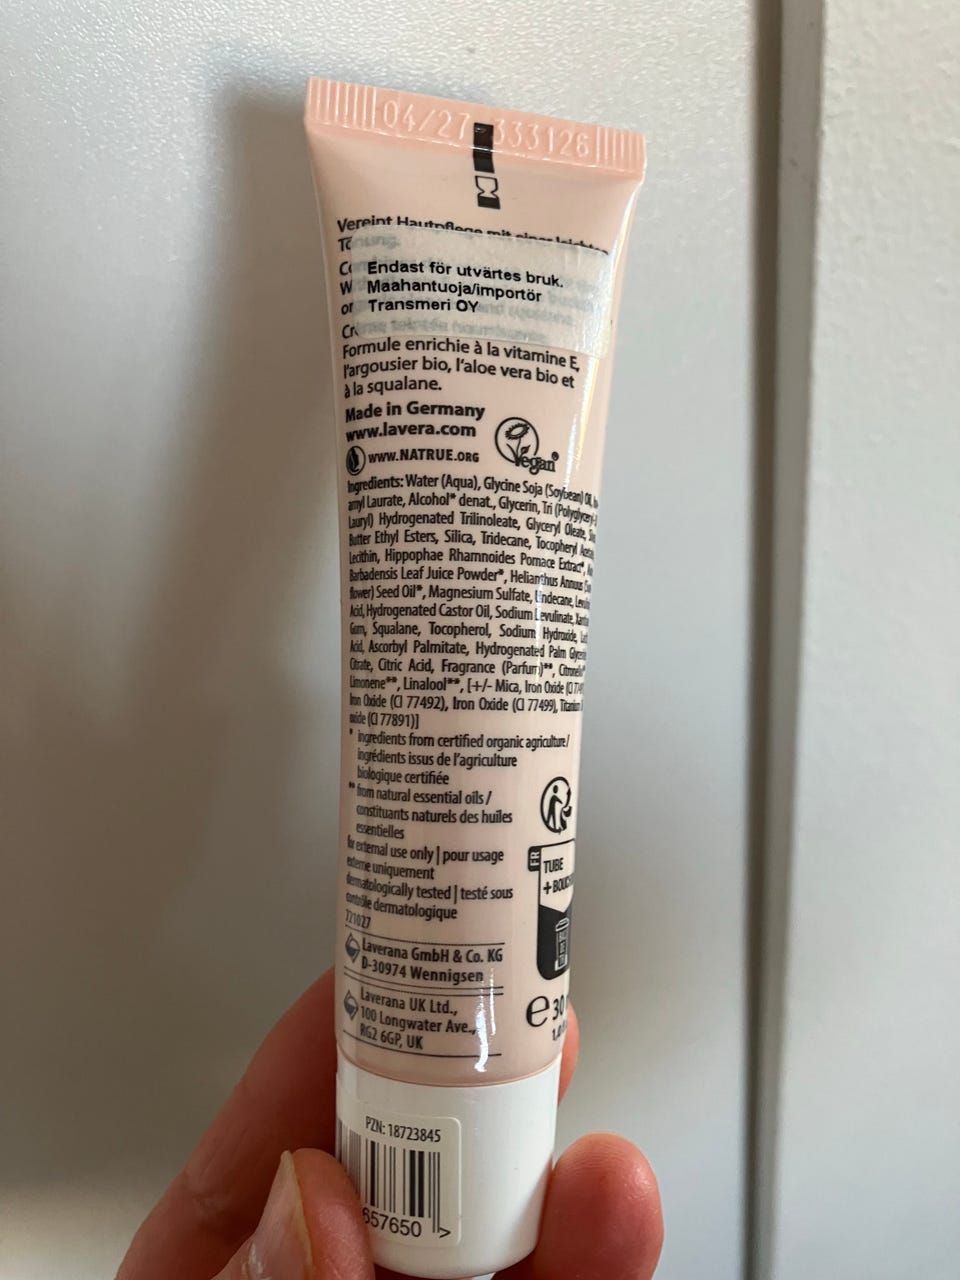 04/27 333126
Vereint Hautpflege mit einer leichten
Endast för utvärtes bruk.
Maahantuoja/importör
Transmeri OY
Formule enrichie à la vitamine E,
l'argousier bio, l'aloe vera bio et
à la squalane.
Made in Germany
www.lavera.com
Vegan
www.NATRUE.ORG
Ingredients: Water (Aqua), Glycine Soja (Soybean) Oil,
amyl Laurate, Alcohol* denat., Glycerin, Tri (Polyglyceryl-3
Lauryl) Hydrogenated Trilinoleate, Glyceryl Oleate,
Butter Ethyl Esters, Silica, Tridecane, Tocopheryl
Lecithin, Hippophae Rhamnoides Pomace Extract*,
Barbadensis Leaf Juice Powder*, Helianthus Annuus
flower) Seed Oil*, Magnesium Sulfate, Undecane,
Acid, Hydrogenated Castor Oil, Sodium Levulinate,
Gum, Squalane, Tocopherol, Sodium Hydroxide,
Acid, Ascorbyl Palmitate, Hydrogenated Palm
Citrate, Citric Acid, Fragrance (Parfum)**,
Limonene**, Linalool**, [+/- Mica, Iron Oxide
Iron Oxide (CI 77492), Iron Oxide (CI 77499),
oxide (CI 77891)]
* ingredients from certified organic agriculture /
ingrédients issus de l'agriculture
biologique certifiée
** from natural essential oils /
constituants naturels des huiles
essentielles
for external use only | pour usage
externe uniquement
dermatologically tested | testé sous
contrôle dermatologique
721027
FR
TUBE
+
Laverana GmbH & Co. KG
D-30974 Wennigsen
Laverana UK Ltd.,
100 Longwater Ave.,
RG2 6GP, UK
e 30
PZN: 18723845
657650 >